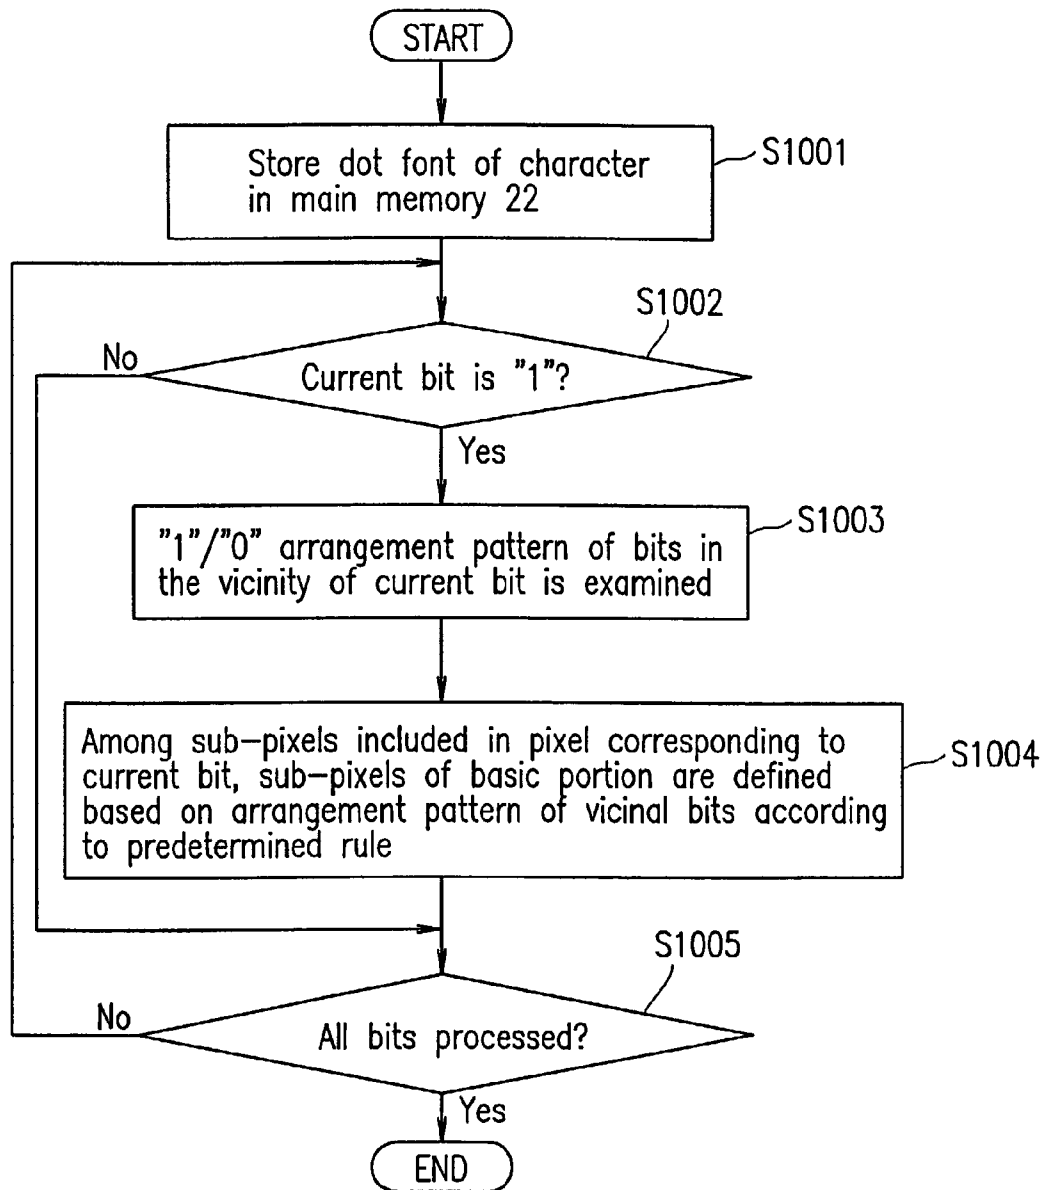 START
Store dot font of character
in main memory 22
S1001
S1002
No
Current bit is "1"?
Yes
S1003
"1"/"0" arrangement pattern of bits in
the vicinity of current bit is examined
S1004
Among sub-pixels included in pixel corresponding to
current bit, sub-pixels of basic portion are defined
based on arrangement pattern of vicinal bits according
to predetermined rule
S1005
No
All bits processed?
Yes
END